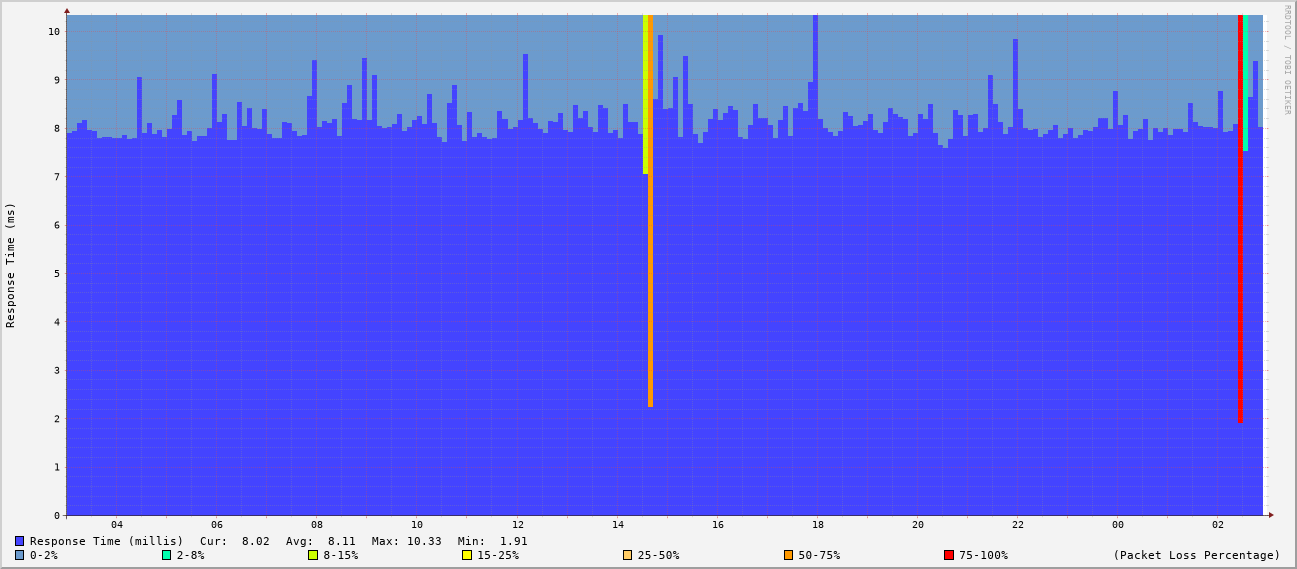 RRDTOOL / TOBI OETIKER
Response Time (ms)
10
9
8
7
6
5
4
3
2
1
0
04 06 08 10 12 14 16 18 20 22 00 02
Response Time (millis) Cur: 8.02 Avg: 8.11 Max: 10.33 Min: 1.91
0-2% 2-8% 8-15% 15-25% 25-50% 50-75% 75-100% (Packet Loss Percentage)